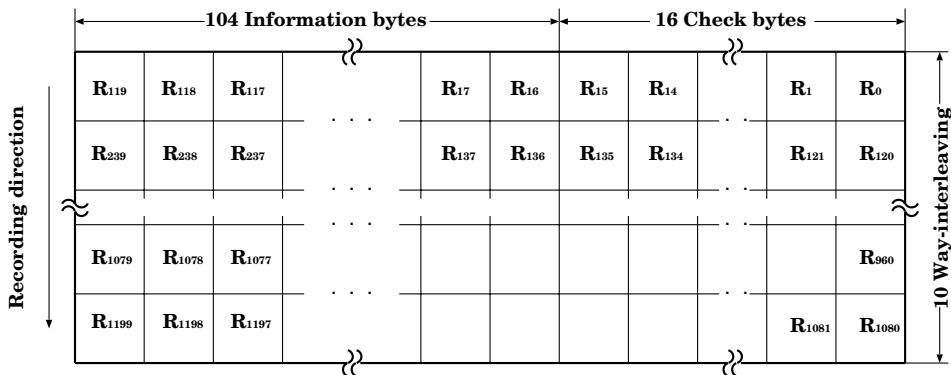 104 Information bytes 16 Check bytes
R119 R118 R117 R17 R16 R15 R14 R1 R0
. . . . .
R239 R238 R237 R137 R136 R135 R134 R121 R120
. . . . .
Recording direction
10 Way-interleaving
. . . . .
R1079 R1078 R1077 R960
. . . . .
R1199 R1198 R1197 R1081 R1080